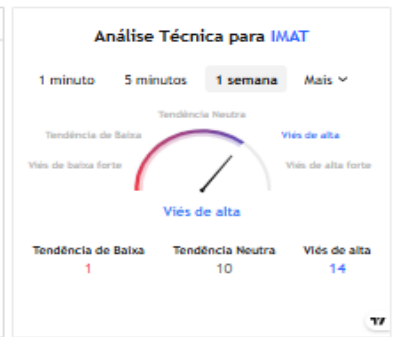 Análise Técnica para IMAT
1 minuto 5 minutos 1 semana Mais
Tendência Neutra
Tendência de Baixa Viés de alta
Viés de baixa forte Viés de alta forte
Viés de alta
Tendência de Baixa Tendência Neutra Viés de alta
1 10 14